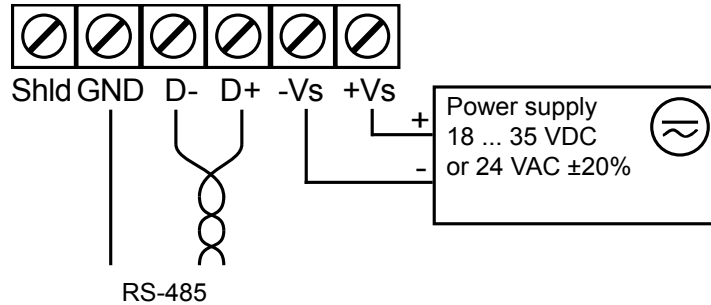 Shld GND D- D+ -Vs +Vs
+ Power supply
18 ... 35 VDC
- or 24 VAC ±20%
RS-485